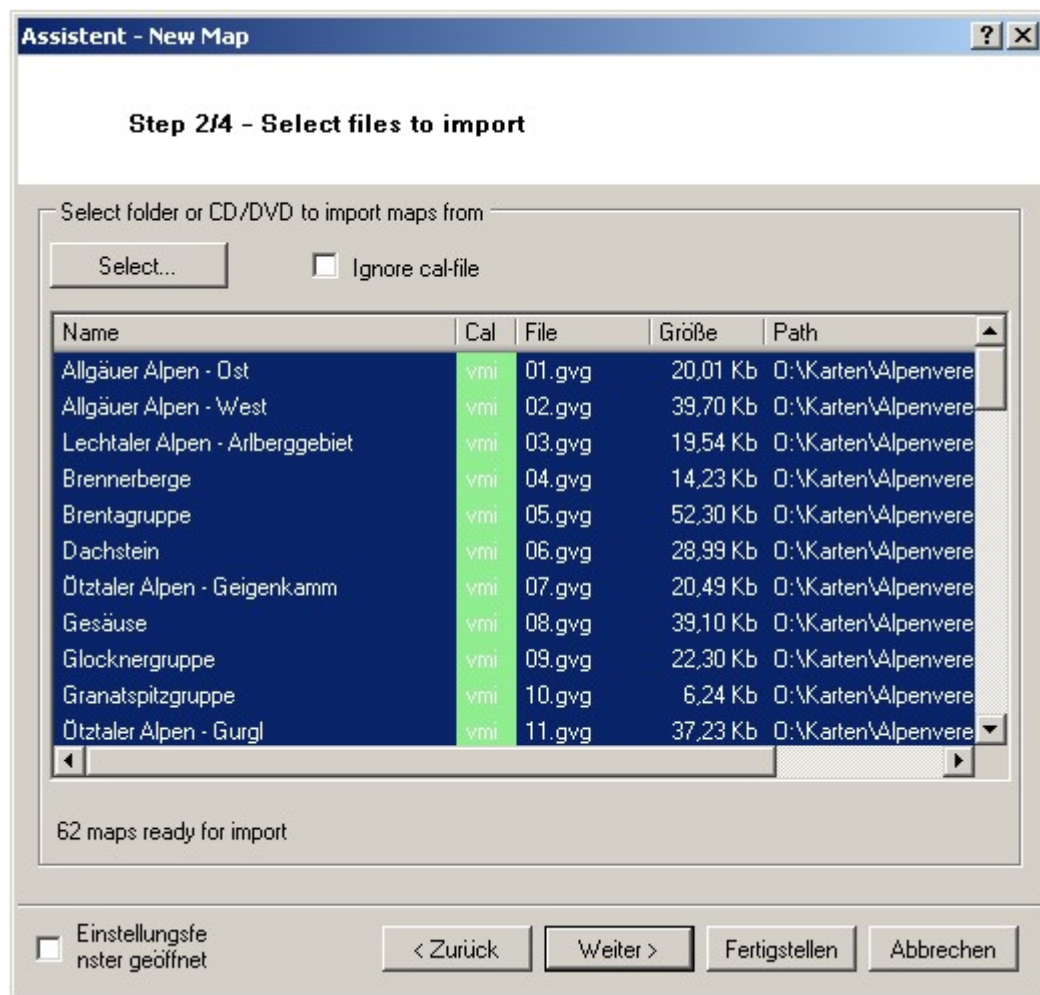 Assistent - New Map
Step 2/4 - Select files to import
Select folder or CD/DVD to import maps from
Select... Ignore cal-file
Name Cal File Größe Path
Allgäuer Alpen - Ost vmi 01.gvg 20,01 Kb O:\Karten\Alpenvere
Allgäuer Alpen - West vmi 02.gvg 39,70 Kb O:\Karten\Alpenvere
Lechtaler Alpen - Arlberggebiet vmi 03.gvg 19,54 Kb O:\Karten\Alpenvere
Brennerberge vmi 04.gvg 14,23 Kb O:\Karten\Alpenvere
Brentagruppe vmi 05.gvg 52,30 Kb O:\Karten\Alpenvere
Dachstein vmi 06.gvg 28,99 Kb O:\Karten\Alpenvere
Ötztaler Alpen - Geigenkamm vmi 07.gvg 20,49 Kb O:\Karten\Alpenvere
Gesäuse vmi 08.gvg 39,10 Kb O:\Karten\Alpenvere
Glocknergruppe vmi 09.gvg 22,30 Kb O:\Karten\Alpenvere
Granatspitzgruppe vmi 10.gvg 6,24 Kb O:\Karten\Alpenvere
Ötztaler Alpen - Gurgl vmi 11.gvg 37,23 Kb O:\Karten\Alpenvere
62 maps ready for import
Einstellungsfe
nster geöffnet
< Zurück Weiter > Fertigstellen Abbrechen